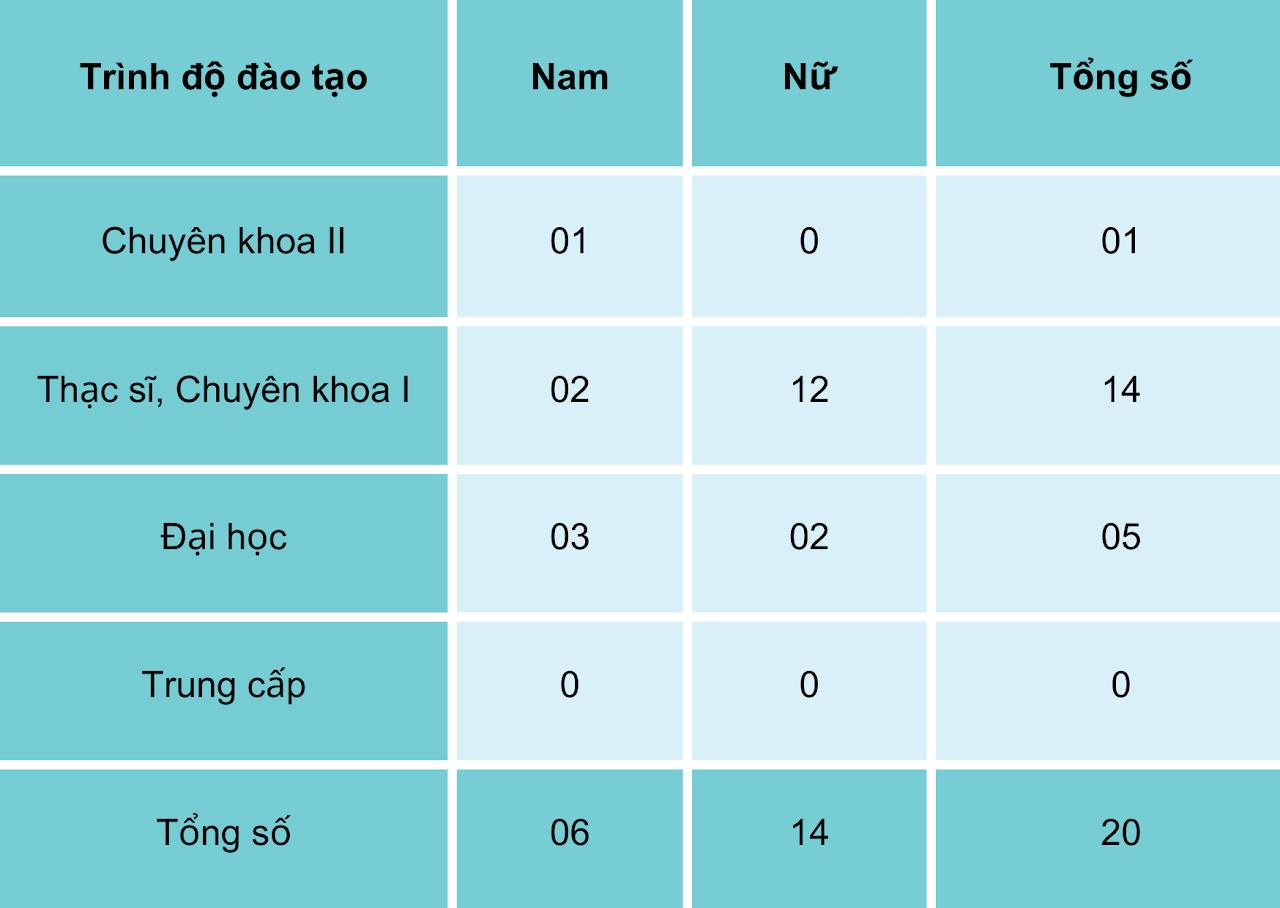 Trình độ đào tạo Nam Nữ Tổng số
Chuyên khoa II 01 0 01
Thạc sĩ, Chuyên khoa I 02 12 14
Đại học 03 02 05
Trung cấp 0 0 0
Tổng số 06 14 20